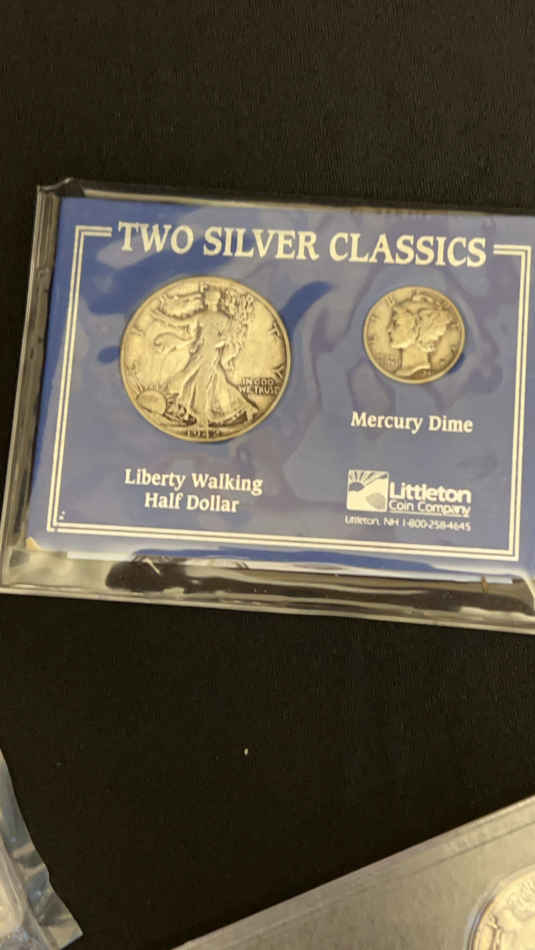 TWO SILVER CLASSICS
IN GOD
WE TRUST
Mercury Dime
Liberty Walking
Half Dollar
Littleton
Coin Company
Littleton, NH 1-800-258-4645